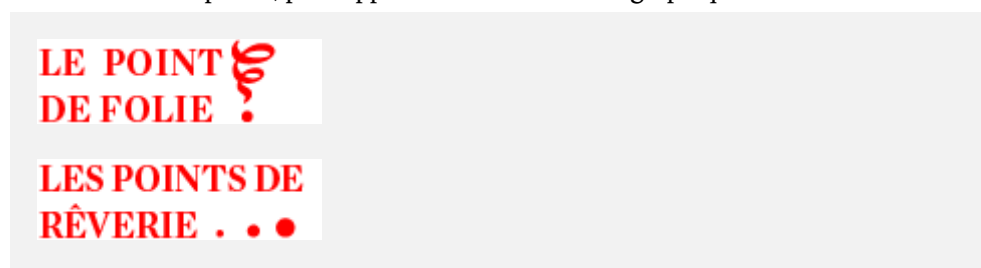 LE POINT
DE FOLIE
LES POINTS DE
RÊVERIE . . .